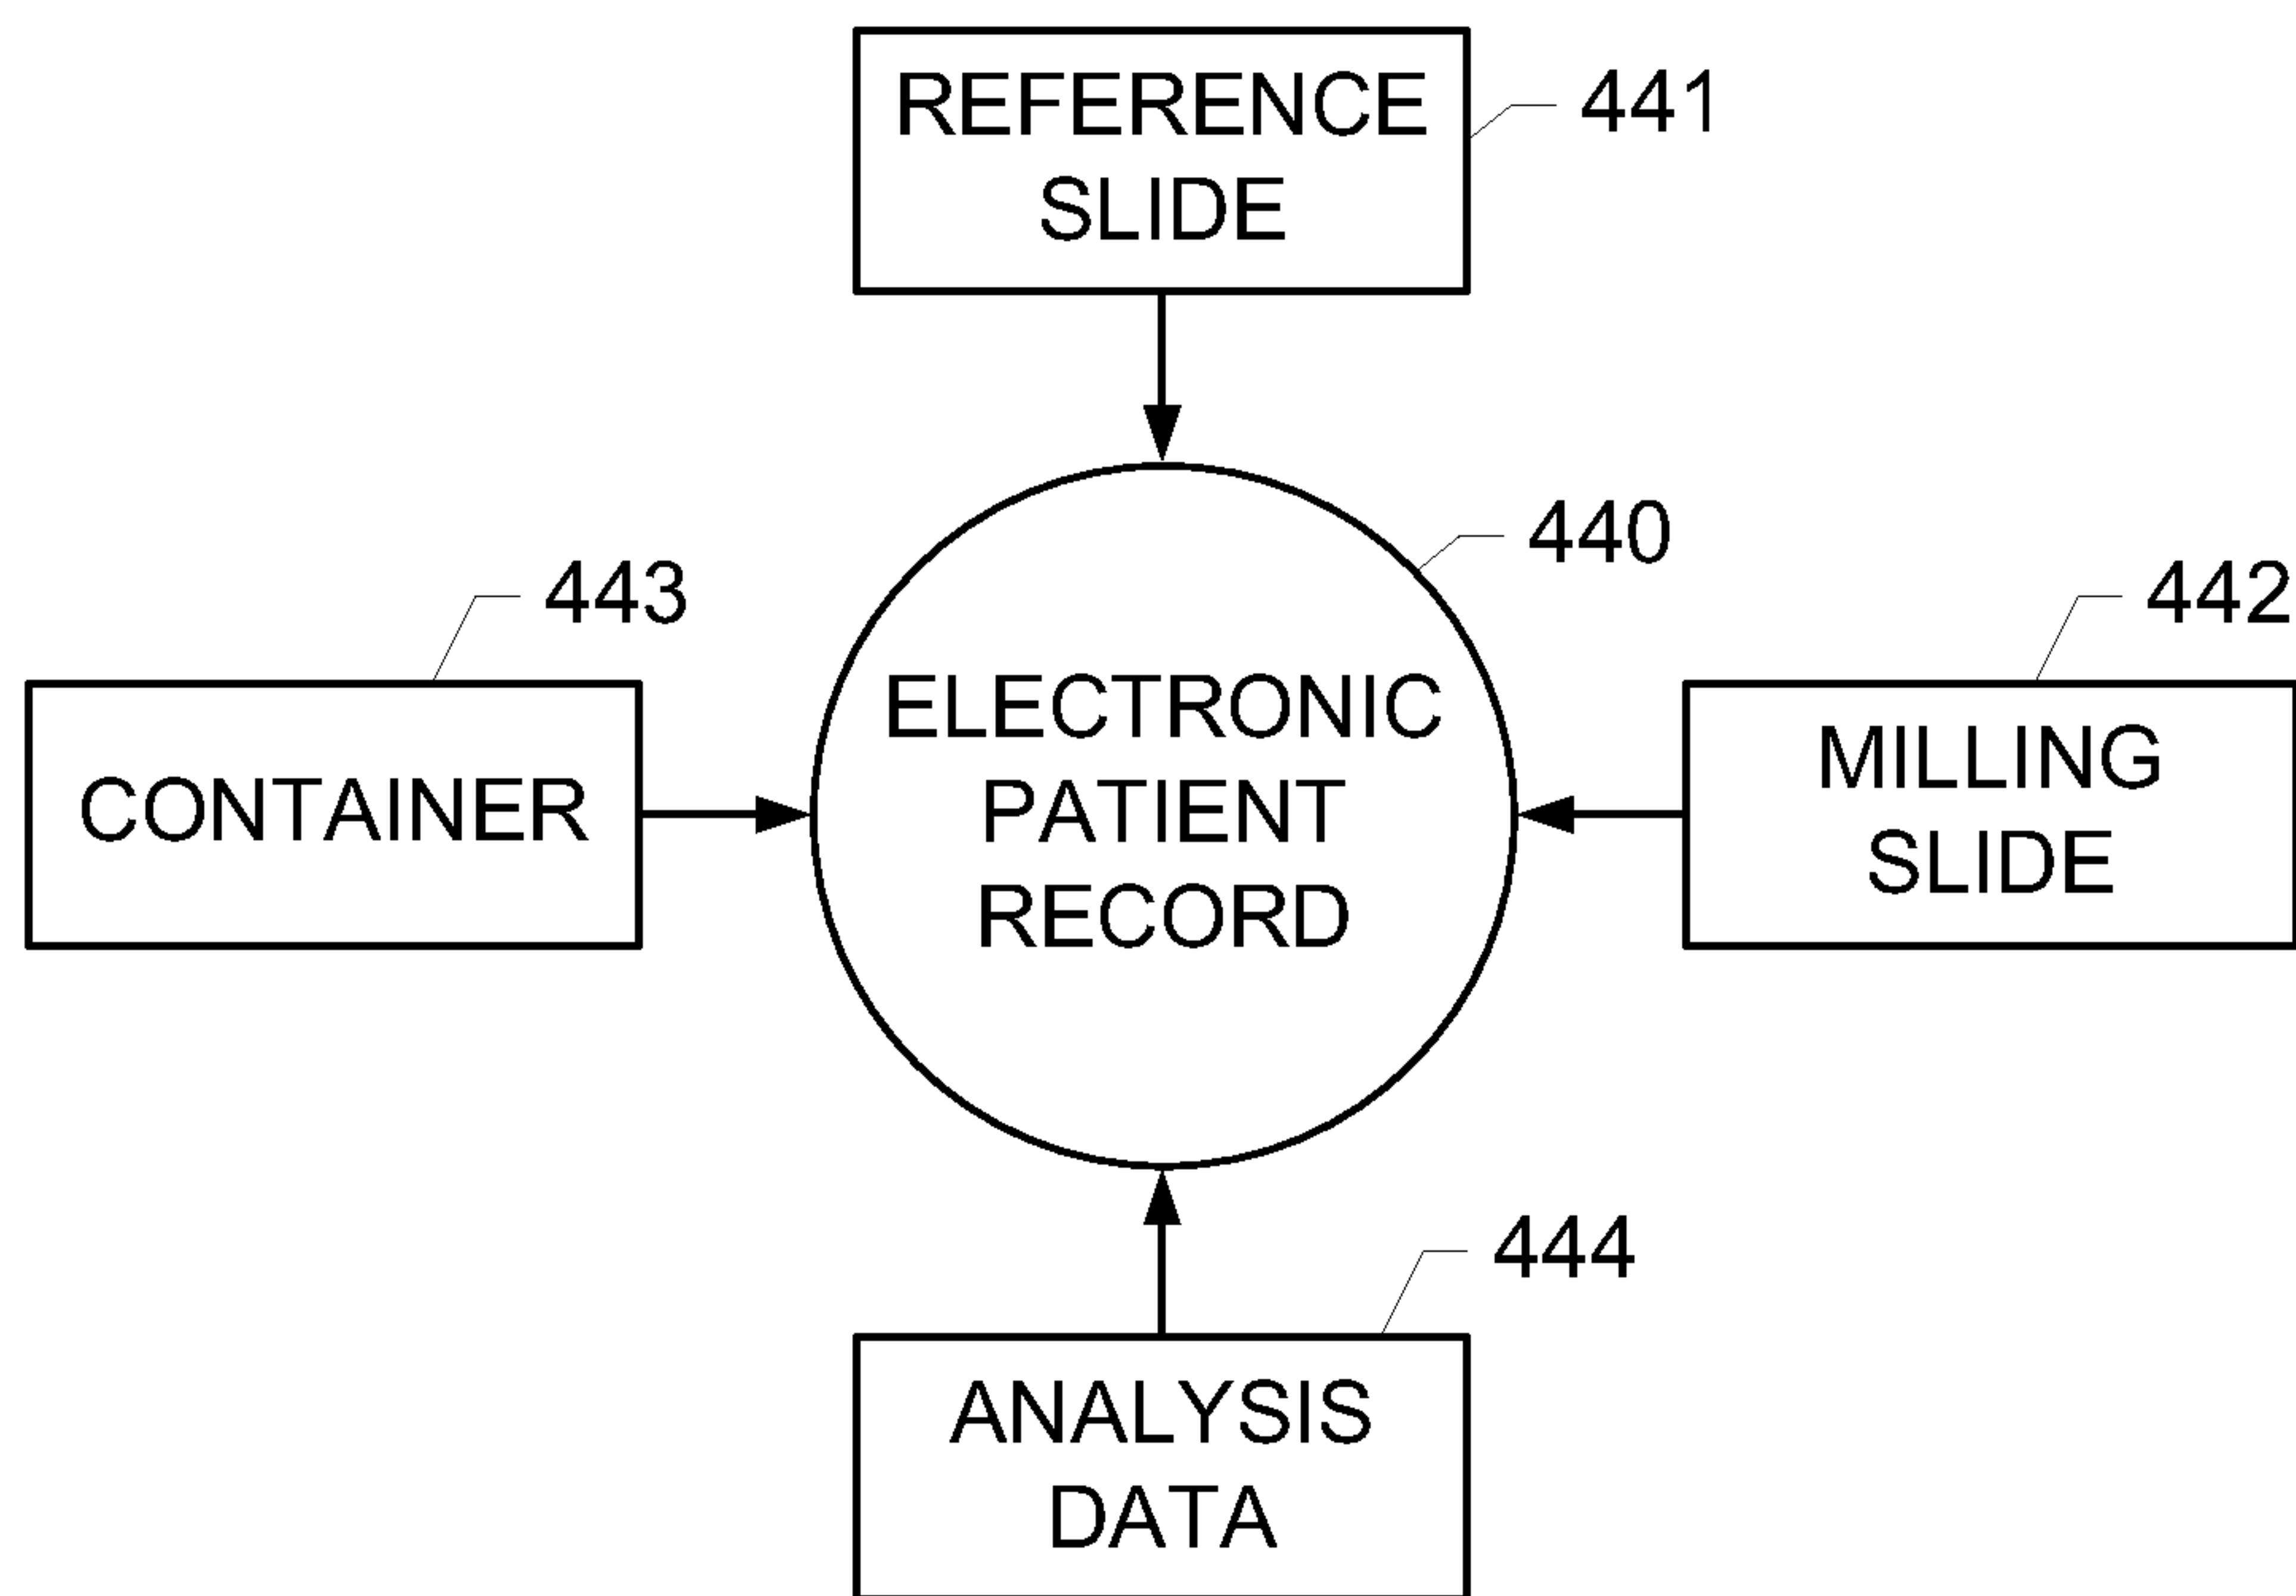 REFERENCE
SLIDE
441
440
443
442
ELECTRONIC
PATIENT
RECORD
CONTAINER
MILLING
SLIDE
444
ANALYSIS
DATA